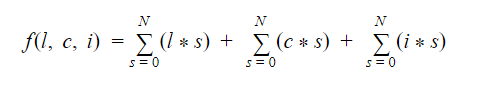 f(l, c, i) = N∑s=0 (l * s) + N∑s=0 (c * s) + N∑s=0 (i * s)